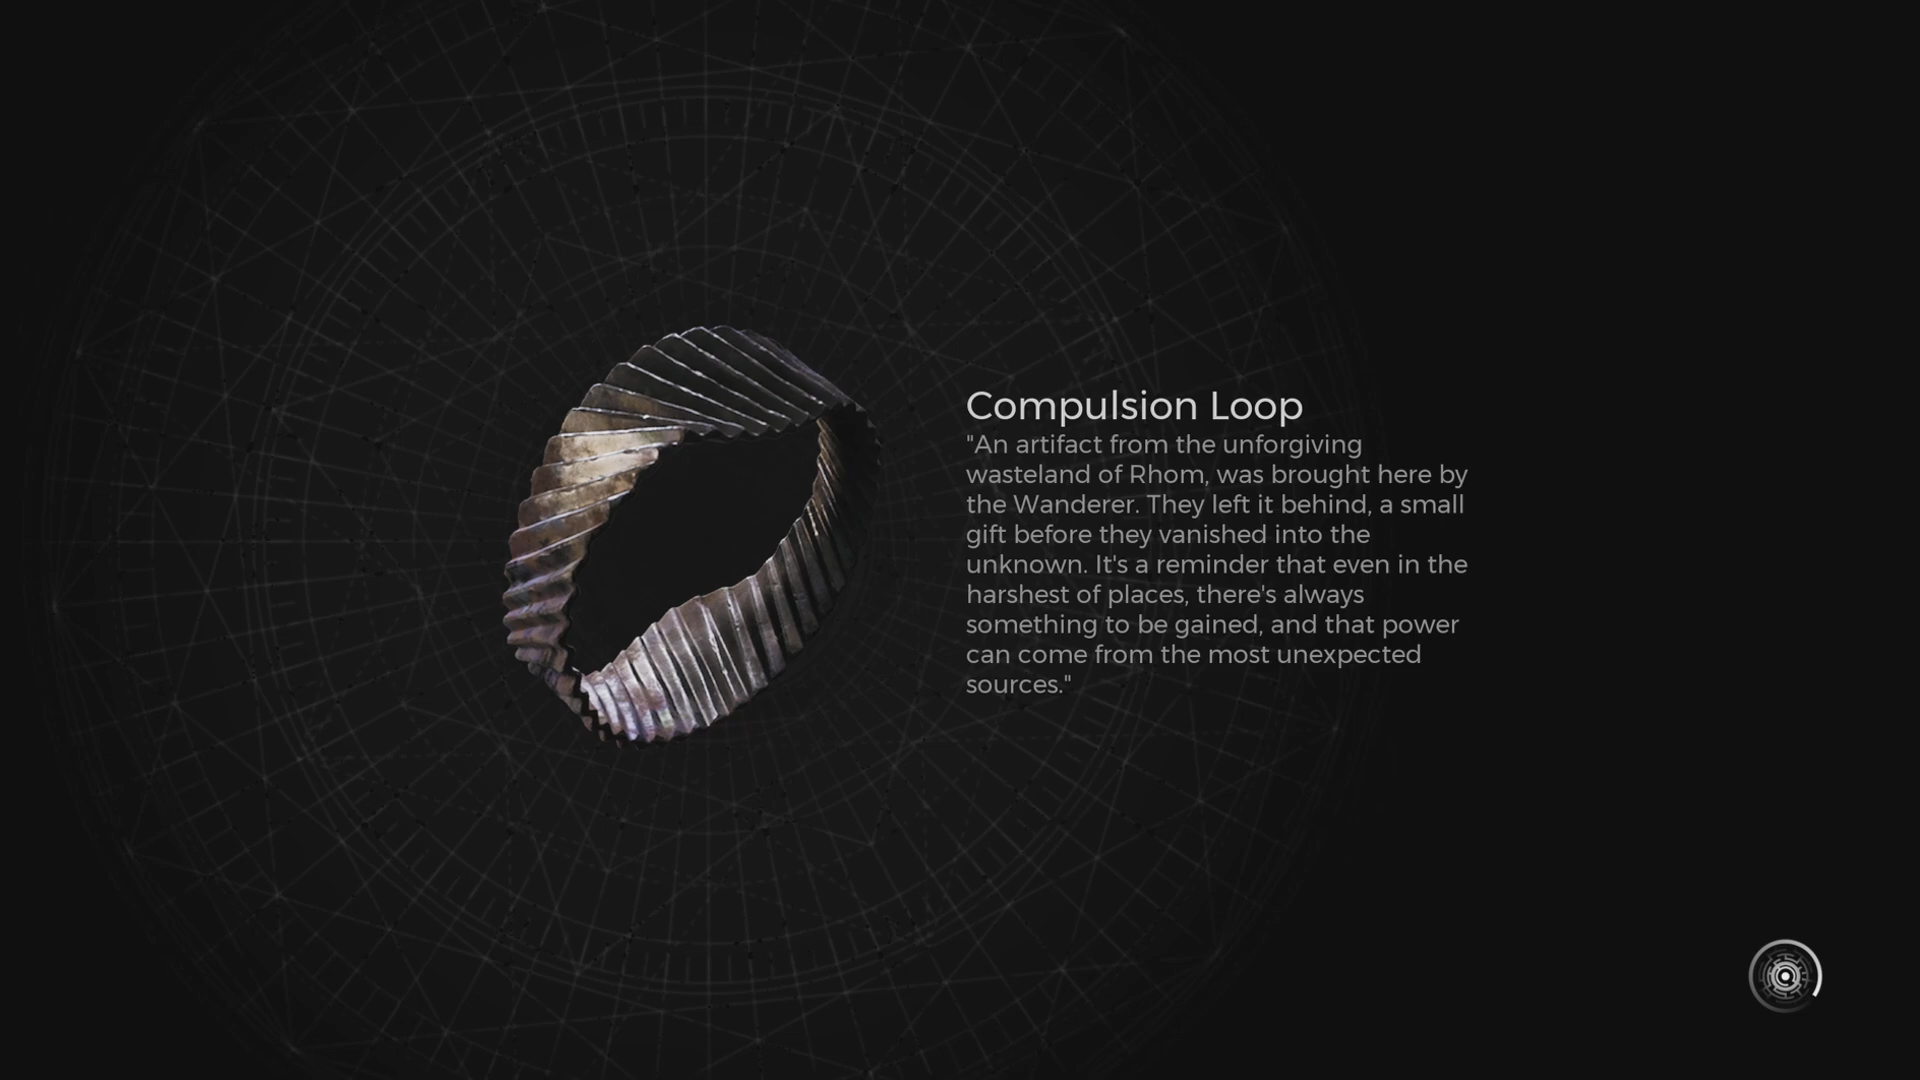 Compulsion Loop
"An artifact from the unforgiving
wasteland of Rhom, was brought here by
the Wanderer. They left it behind, a small
gift before they vanished into the
unknown. It's a reminder that even in the
harshest of places, there's always
something to be gained, and that power
can come from the most unexpected
sources."